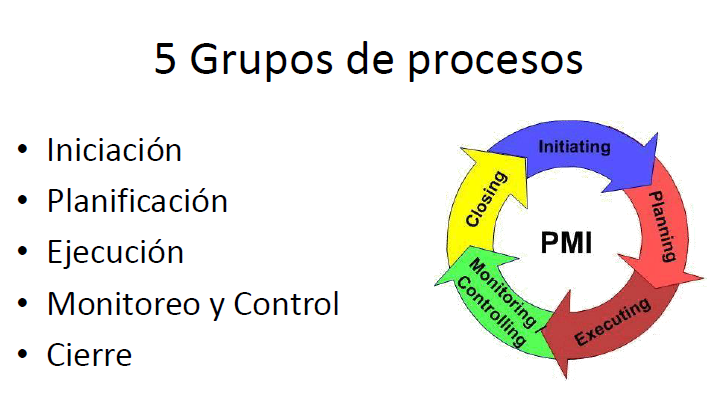 5 Grupos de procesos
• Iniciación
• Planificación
• Ejecución
• Monitoreo y Control
• Cierre
Initiating
Planning
Executing
Monitoring
Controlling
Closing
PMI